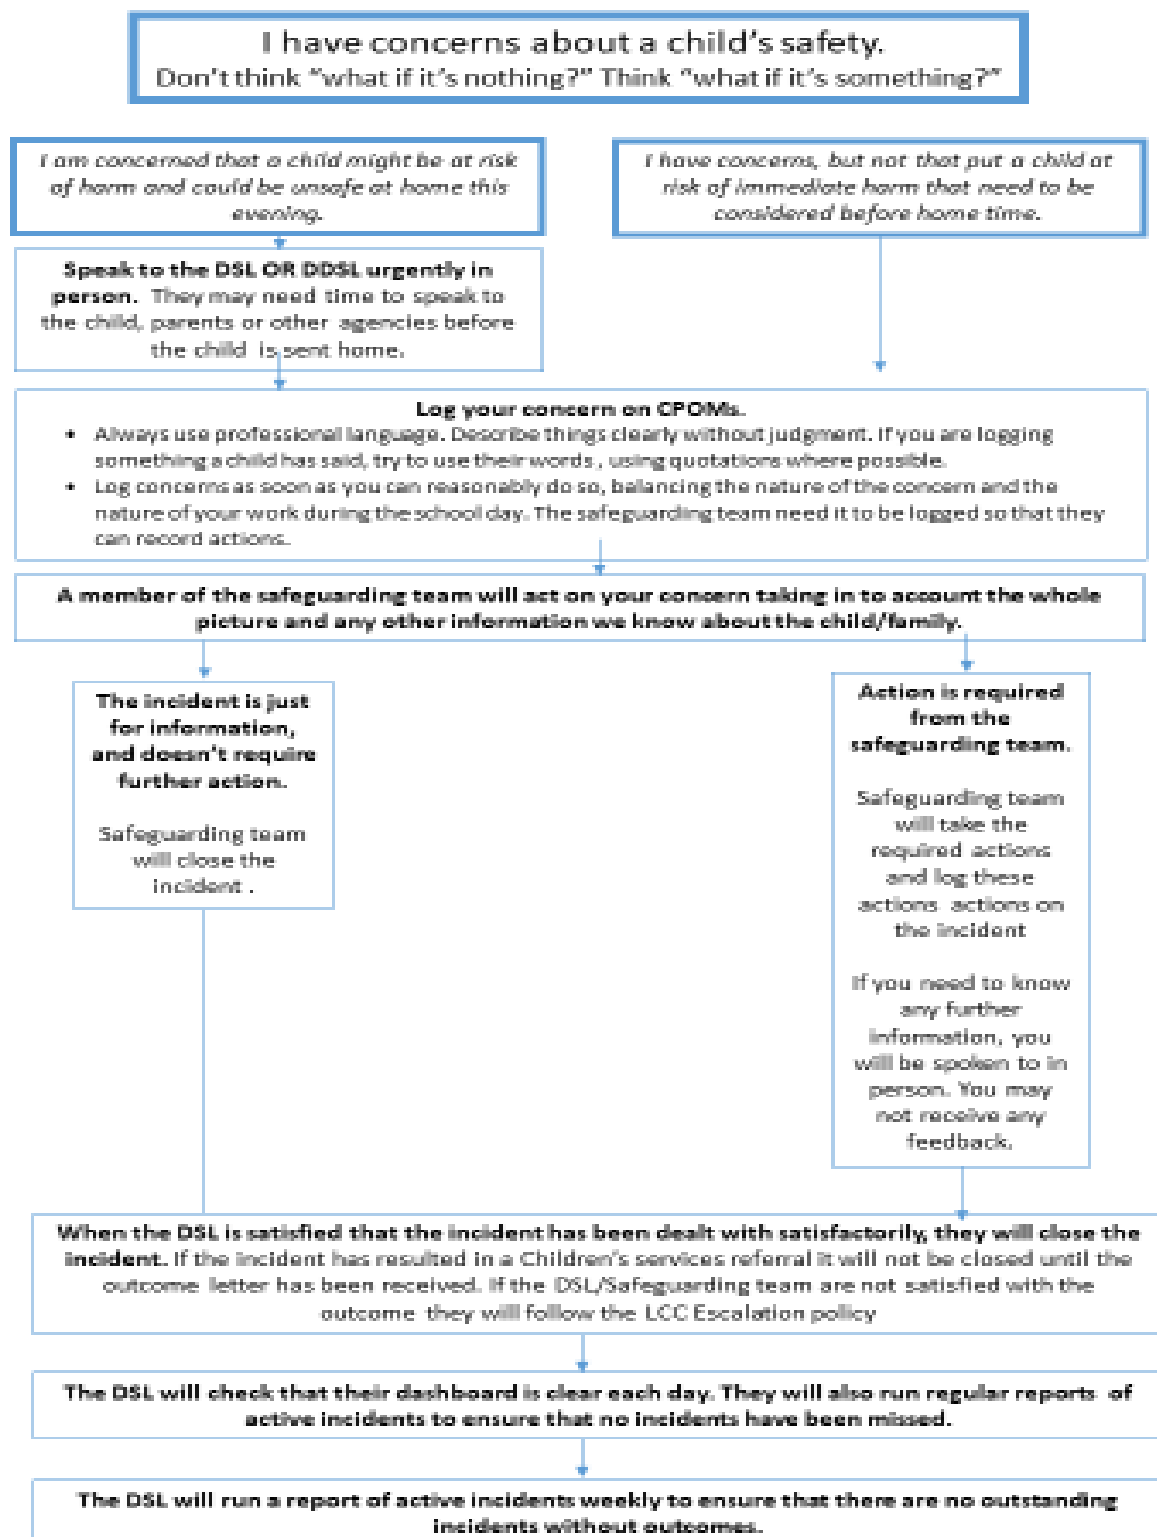 I have concerns about a child's safety.
Don't think "what if it's nothing?" Think "what if it's something?"
I am concerned that a child might be at risk
of harm and could be unsafe at home this
evening.
I have concerns, but not that put a child at
risk of immediate harm that need to be
considered before home time.
Speak to the DSL OR DDSL urgently in
person. They may need time to speak to
the child, parents or other agencies before
the child is sent home.
Log your concern on CPOMs.
• Always use professional language. Describe things clearly without judgment. If you are logging
something a child has said, try to use their words , using quotations where possible.
• Log concerns as soon as you can reasonably do so, balancing the nature of the concern and the
nature of your work during the school day. The safeguarding team need it to be logged so that they
can record actions.
A member of the safeguarding team will act on your concern taking in to account the whole
picture and any other information we know about the child/family.
The incident is just
for information,
and doesn't require
further action.
Safeguarding team
will close the
incident .
Action is required
from the
safeguarding team.
Safeguarding team
will take the
required actions
and log these
actions actions on
the incident
If you need to know
any further
information, you
will be spoken to in
person. You may
not receive any
feedback.
When the DSL is satisfied that the incident has been dealt with satisfactorily, they will close the
incident. If the incident has resulted in a Children's services referral it will not be closed until the
outcome letter has been received. If the DSL/Safeguarding team are not satisfied with the
outcome they will follow the LCC Escalation policy
The DSL will check that their dashboard is clear each day. They will also run regular reports of
active incidents to ensure that no incidents have been missed.
The DSL will run a report of active incidents weekly to ensure that there are no outstanding
incidents without outcomes.